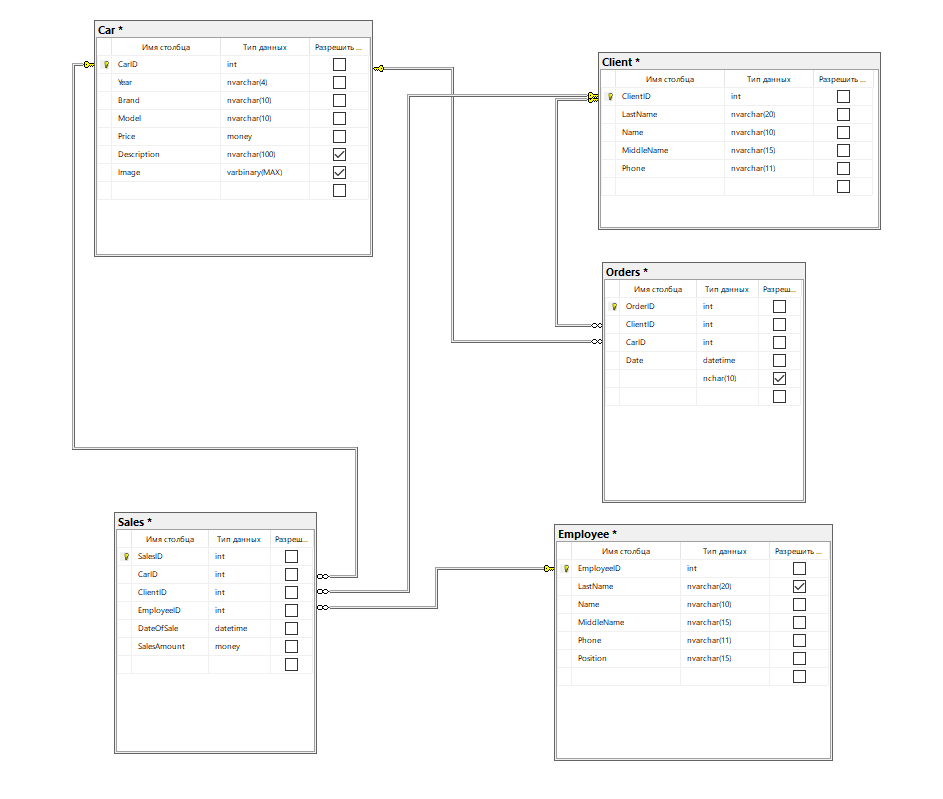 Car *
Имя столбца Тип данных Разрешить ...
CarID int
Year nvarchar(4)
Brand nvarchar(10)
Model nvarchar(10)
Price money
Description nvarchar(100)
Image varbinary(MAX)
Client *
Имя столбца Тип данных Разрешить ...
ClientID int
LastName nvarchar(20)
Name nvarchar(10)
MiddleName nvarchar(15)
Phone nvarchar(11)
Orders *
Имя столбца Тип данных Разреш...
OrderID int
ClientID int
CarID int
Date datetime
nchar(10)
Sales *
Имя столбца Тип данных Разреш...
SalesID int
CarID int
ClientID int
EmployeeID int
DateOfSale datetime
SalesAmount money
Employee *
Имя столбца Тип данных Разрешить ...
EmployeeID int
LastName nvarchar(20)
Name nvarchar(10)
MiddleName nvarchar(15)
Phone nvarchar(11)
Position nvarchar(15)